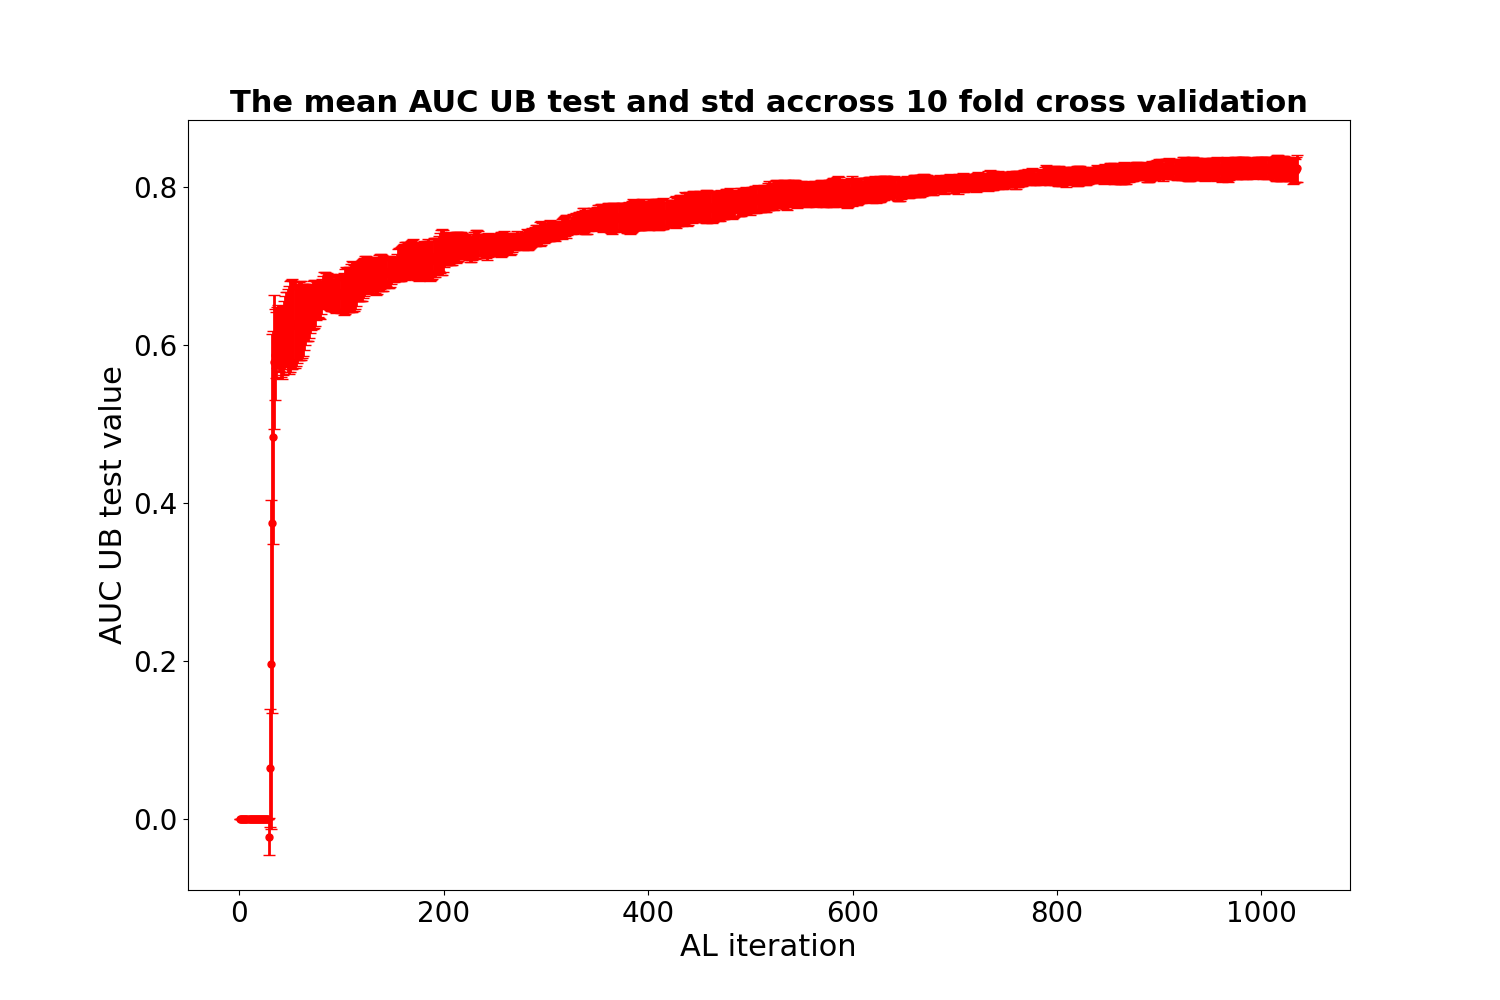 The mean AUC UB test and std accross 10 fold cross validation
0.8
0.6
0.4
0.2
0.0
AUC UB test value
0 200 400 600 800 1000
AL iteration